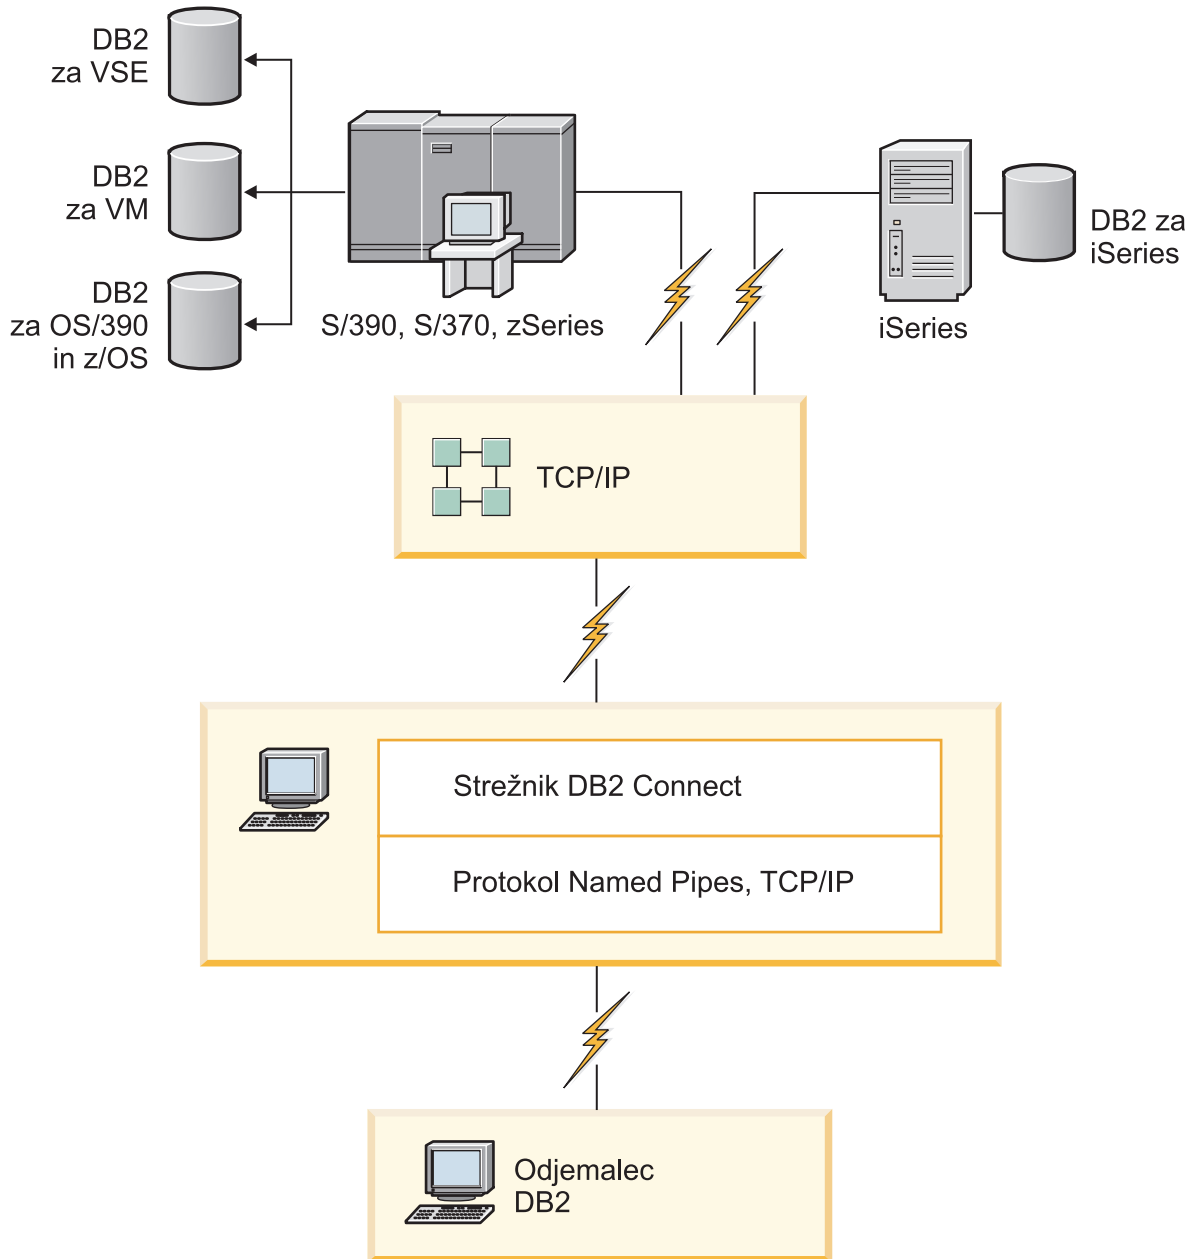 DB2
za VSE
DB2
za VM
DB2
za OS/390
in z/OS
S/390, S/370, zSeries
iSeries
DB2 za
iSeries
TCP/IP
Strežnik DB2 Connect
Protokol Named Pipes, TCP/IP
Odjemalec
DB2